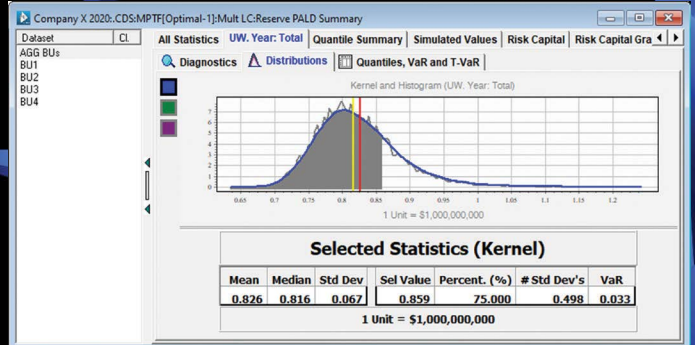 Company X 2020:.CDS:MPTF[Optimal-1]:Mult LC:Reserve PALD Summary
Dataset Cl.
AGG BUs
BU1
BU2
BU3
BU4
All Statistics UW. Year: Total Quantile Summary Simulated Values Risk Capital Risk Capital Gra
Diagnostics Distributions Quantiles, VaR and T-VaR
Kernel and Histogram (UW. Year: Total)
7
6
5
4
3
2
1
0
0.65 0.7 0.75 0.8 0.85 0.9 0.95 1 1.05 1.1 1.15 1.2
1 Unit = $1,000,000,000
Selected Statistics (Kernel)
Mean Median Std Dev Sel Value Percent. (%) # Std Dev's VaR
0.826 0.816 0.067 0.859 75.000 0.498 0.033
1 Unit = $1,000,000,000